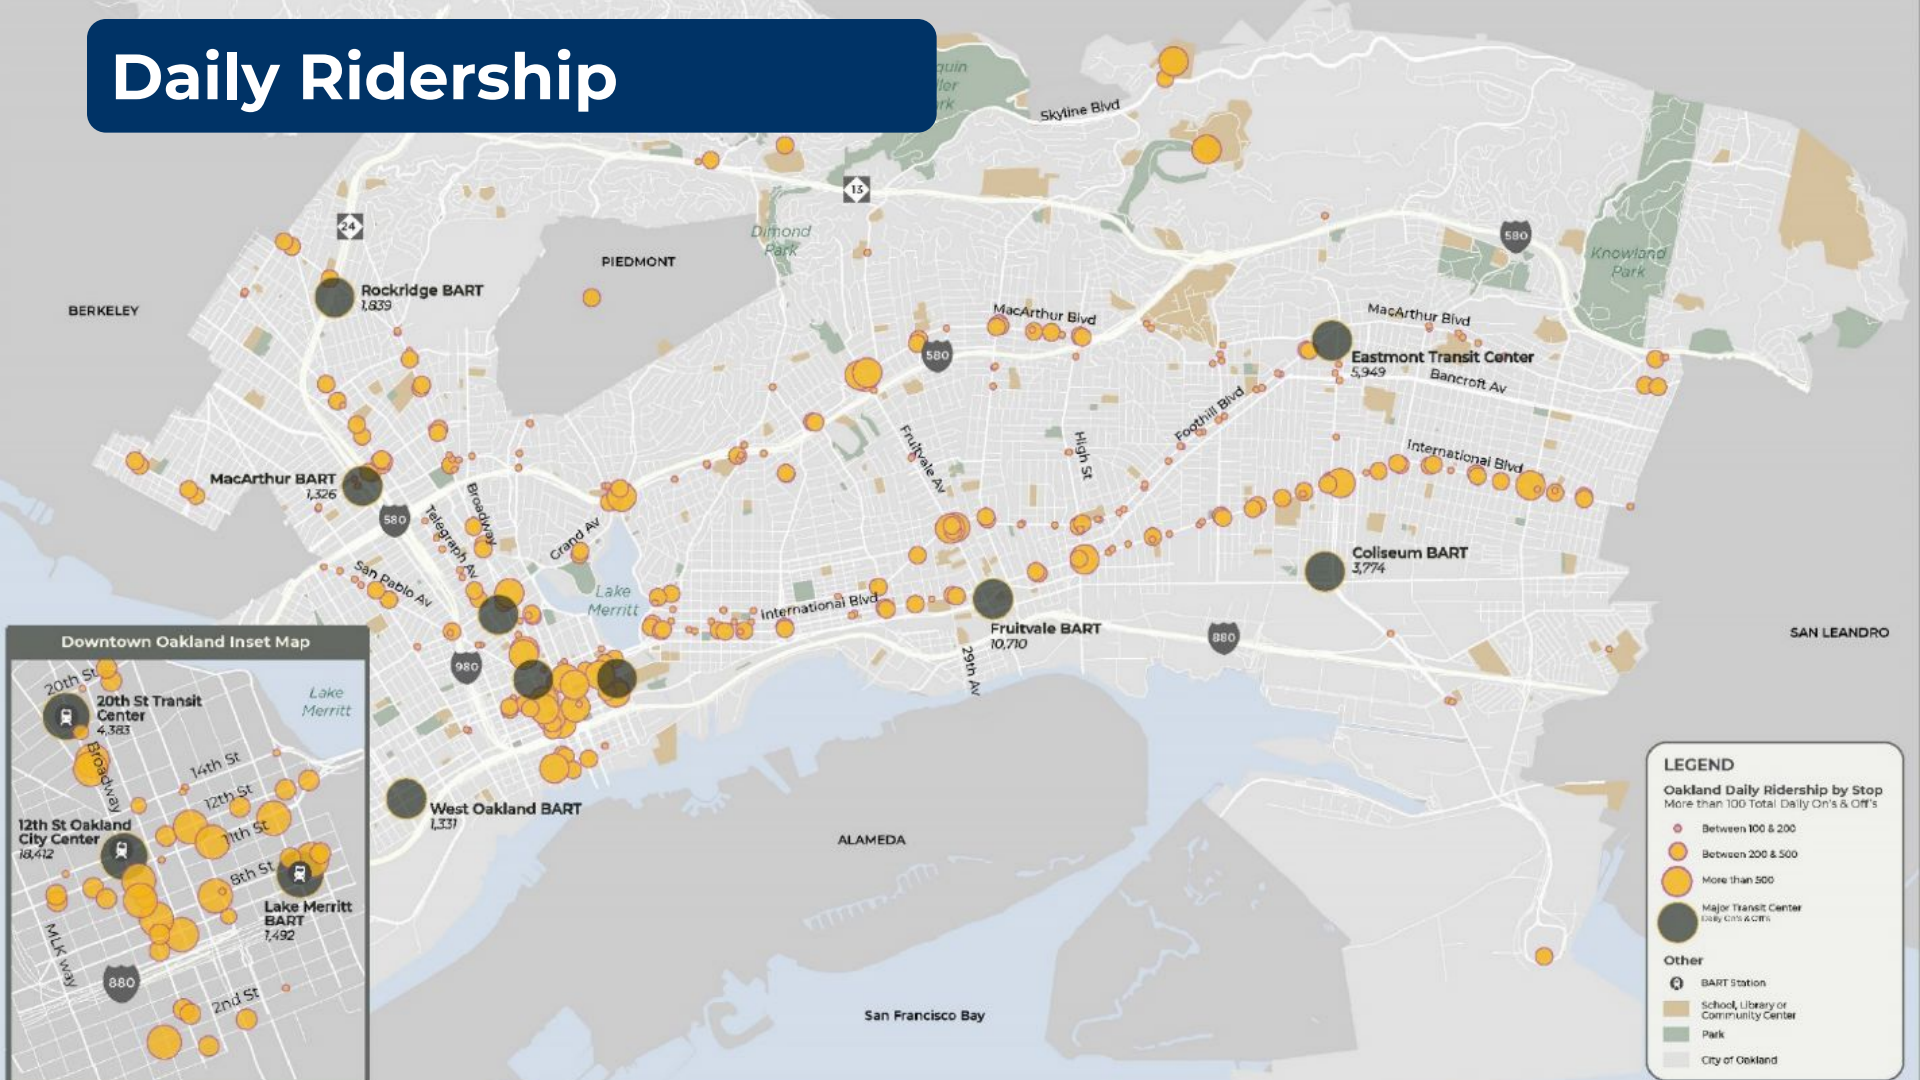 Daily Ridership
quin
ler
rk
Skyline Blvd
13
24
580
Dimond
Park
Knowland
Park
PIEDMONT
BERKELEY
Rockridge BART
1,839
MacArthur Blvd
MacArthur Blvd
580
Eastmont Transit Center
5,949
Bancroft Av
Foothill Blvd
Fruitvale Av
High St
International Blvd
MacArthur BART
1,326
580
Telegraph Av
Broadway
Grand Av
San Pablo Av
Lake
Merritt
International Blvd
Coliseum BART
3,774
Fruitvale BART
10,710
29th Av
880
980
SAN LEANDRO
West Oakland BART
1,331
ALAMEDA
San Francisco Bay
Downtown Oakland Inset Map
20th St
20th St Transit
Center
4,383
Lake
Merritt
Broadway
14th St
12th St
11th St
12th St Oakland
City Center
18,412
8th St
Lake Merritt
BART
1,492
MLK way
880
2nd St
LEGEND
Oakland Daily Ridership by Stop
More than 100 Total Daily On's & Off's
Between 100 & 200
Between 200 & 500
More than 500
Major Transit Center
Daily On's & Off's
Other
BART Station
School, Library or
Community Center
Park
City of Oakland